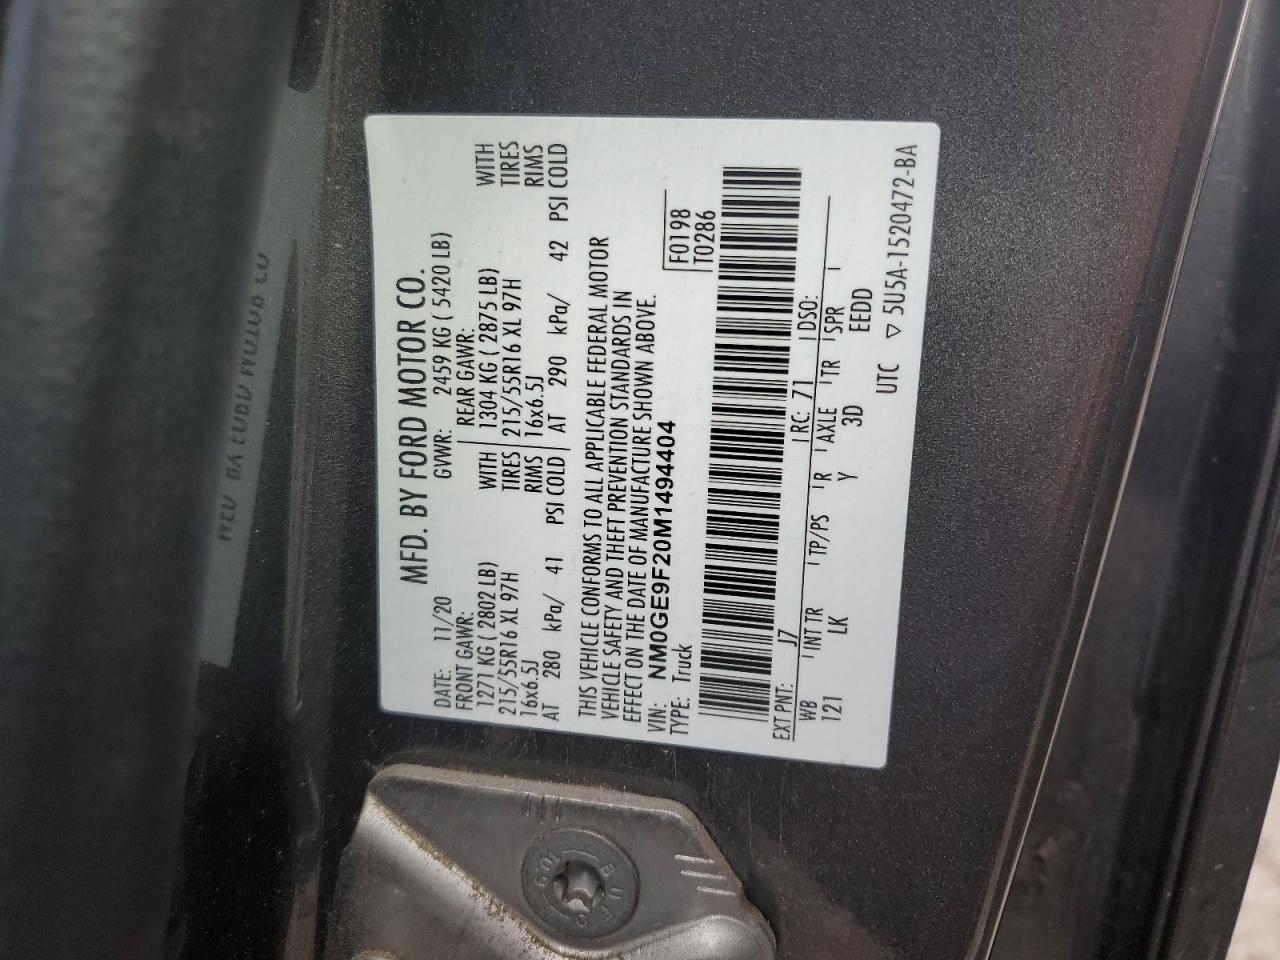 MFD. BY FORD MOTOR CO.
DATE: 11/20 GVWR: 2459 KG ( 5420 LB)
FRONT GAWR: REAR GAWR:
1271 KG ( 2802 LB) WITH 1304 KG ( 2875 LB) WITH
215/55R16 XL 97H TIRES 215/55R16 XL 97H TIRES
16x6.5J RIMS 16x6.5J RIMS
AT 280 kPa/ 41 PSI COLD AT 290 kPa/ 42 PSI COLD
THIS VEHICLE CONFORMS TO ALL APPLICABLE FEDERAL MOTOR
VEHICLE SAFETY AND THEFT PREVENTION STANDARDS IN
EFFECT ON THE DATE OF MANUFACTURE SHOWN ABOVE.
VIN: NM0GE9F20M1494404
TYPE: Truck
F0198
T0286
EXT PNT: J7 RC: 71 DSO:
WB INT TR TP/PS R AXLE TR SPR
121 LK Y 3D EEDD
UTC ▽ 5U5A-1520472-BA